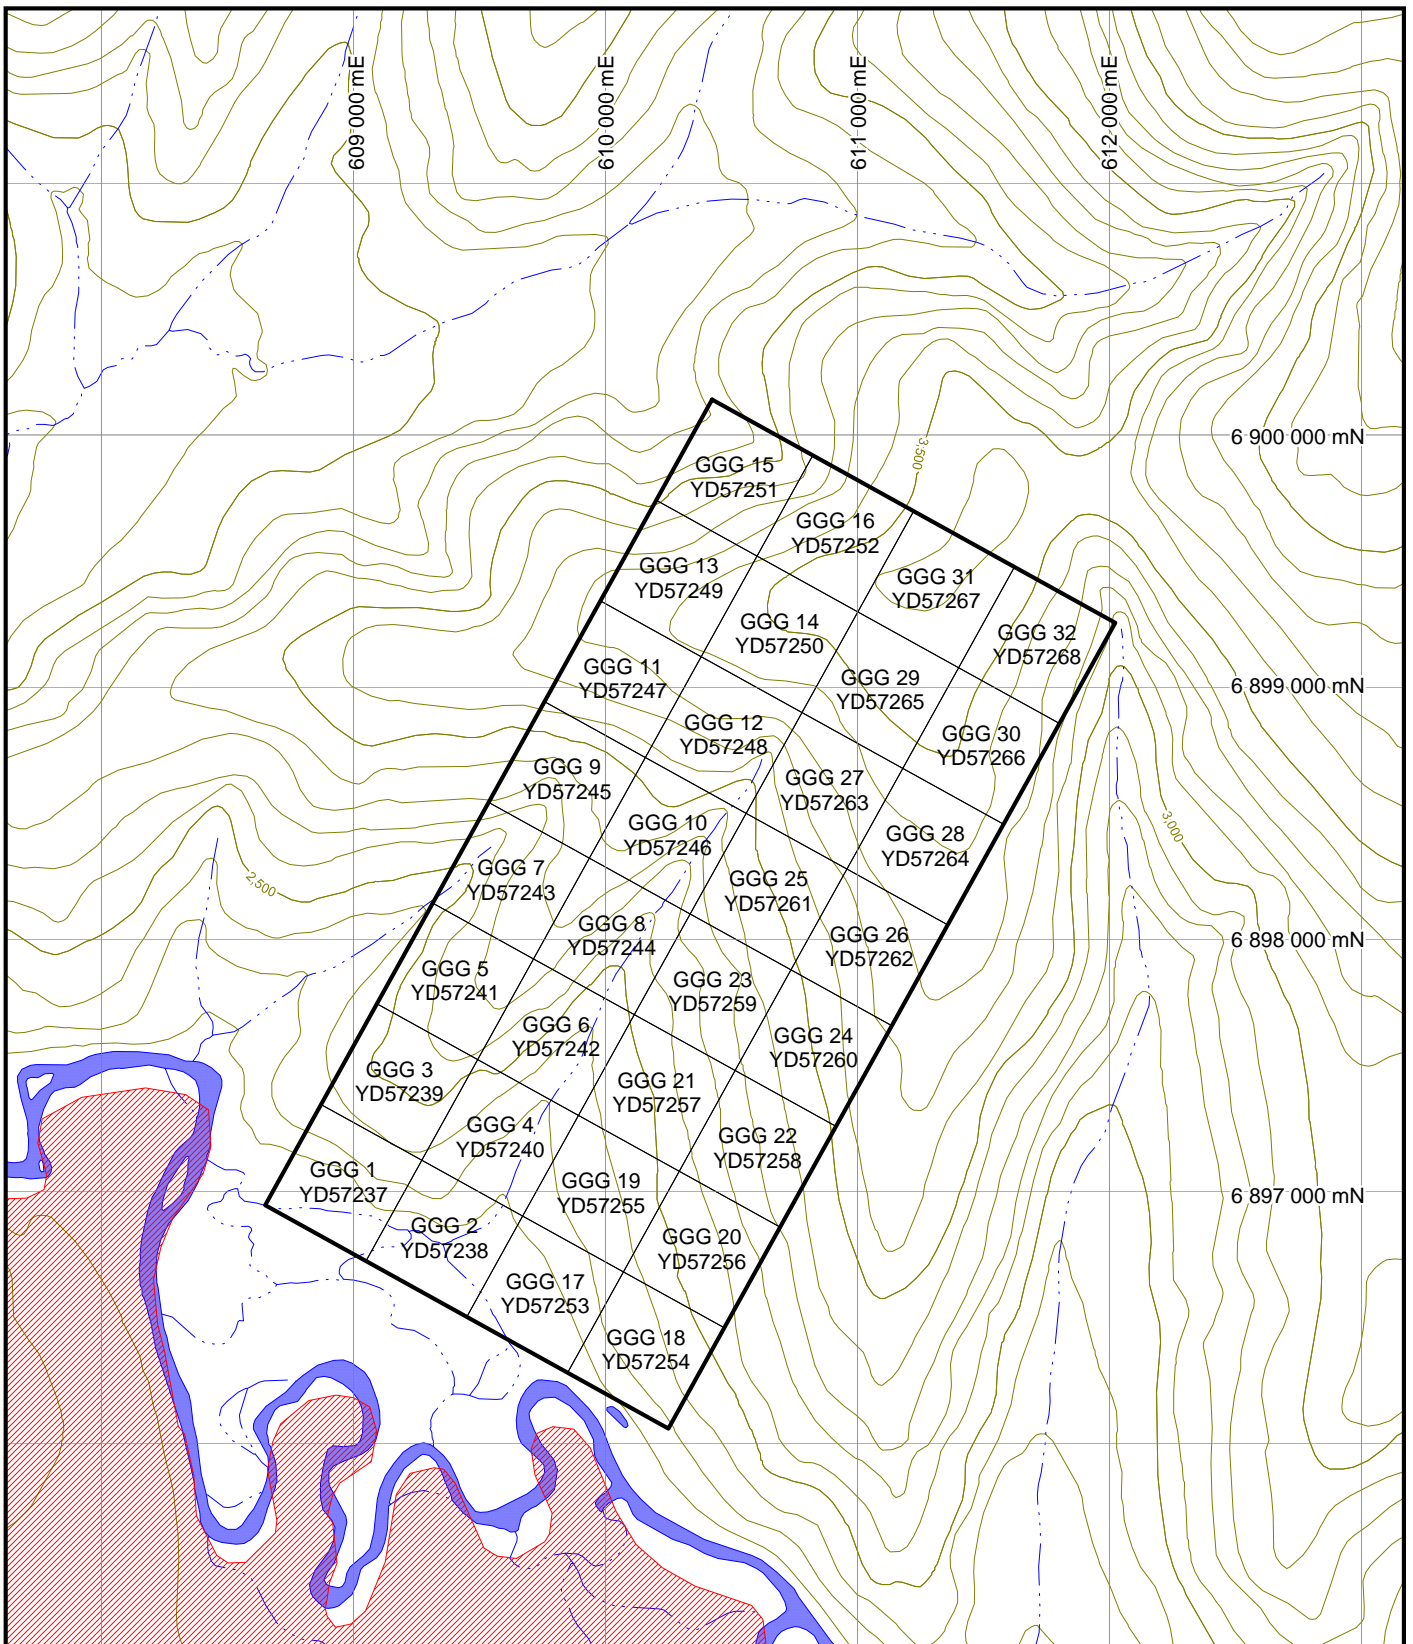 609 000 mE
610 000 mE
611 000 mE
612 000 mE
6 900 000 mN
3,500
GGG 15
YD57251
GGG 16
YD57252
GGG 13
YD57249
GGG 31
YD57267
GGG 14
YD57250
GGG 32
YD57268
GGG 11
YD57247
GGG 29
YD57265
6 899 000 mN
GGG 12
YD57248
GGG 30
YD57266
GGG 9
YD57245
GGG 27
YD57263
3,000
GGG 10
YD57246
GGG 28
YD57264
GGG 7
YD57243
2,500
GGG 25
YD57261
GGG 8
YD57244
GGG 26
YD57262
6 898 000 mN
GGG 5
YD57241
GGG 23
YD57259
GGG 6
YD57242
GGG 24
YD57260
GGG 3
YD57239
GGG 21
YD57257
GGG 4
YD57240
GGG 22
YD57258
GGG 1
YD57237
GGG 19
YD57255
6 897 000 mN
GGG 2
YD57238
GGG 20
YD57256
GGG 17
YD57253
GGG 18
YD57254